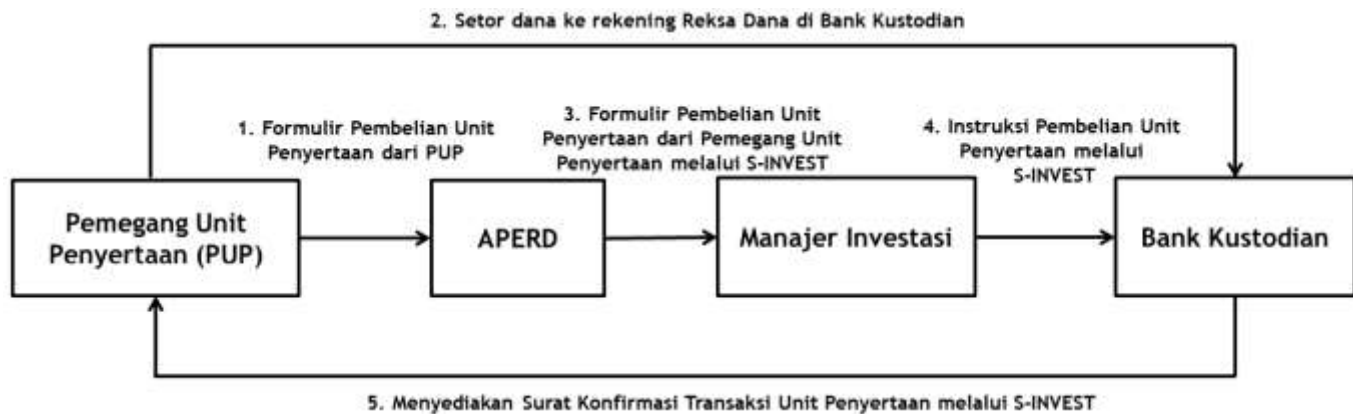 2. Setor dana ke rekening Reksa Dana di Bank Kustodian
1. Formulir Pembelian Unit
Penyertaan dari PUP
3. Formulir Pembelian Unit
Penyertaan dari Pemegang Unit
Penyertaan melalui S-INVEST
4. Instruksi Pembelian Unit
Penyertaan melalui
S-INVEST
Pemegang Unit
Penyertaan (PUP)
APERD
Manajer Investasi
Bank Kustodian
5. Menyediakan Surat Konfirmasi Transaksi Unit Penyertaan melalui S-INVEST